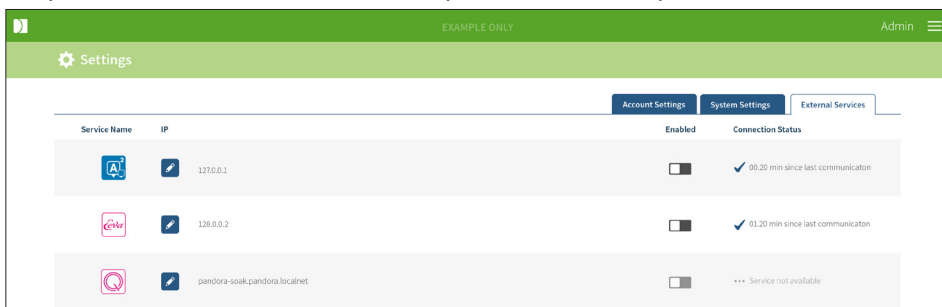 EXAMPLE ONLY
Admin
Settings
Account Settings System Settings External Services
Service Name IP Enabled Connection Status
A2 127.0.0.1 00.20 min since last communicaton
eeva 128.0.0.2 01.20 min since last communicaton
Q pandora-soak.pandora.localnet Service not available